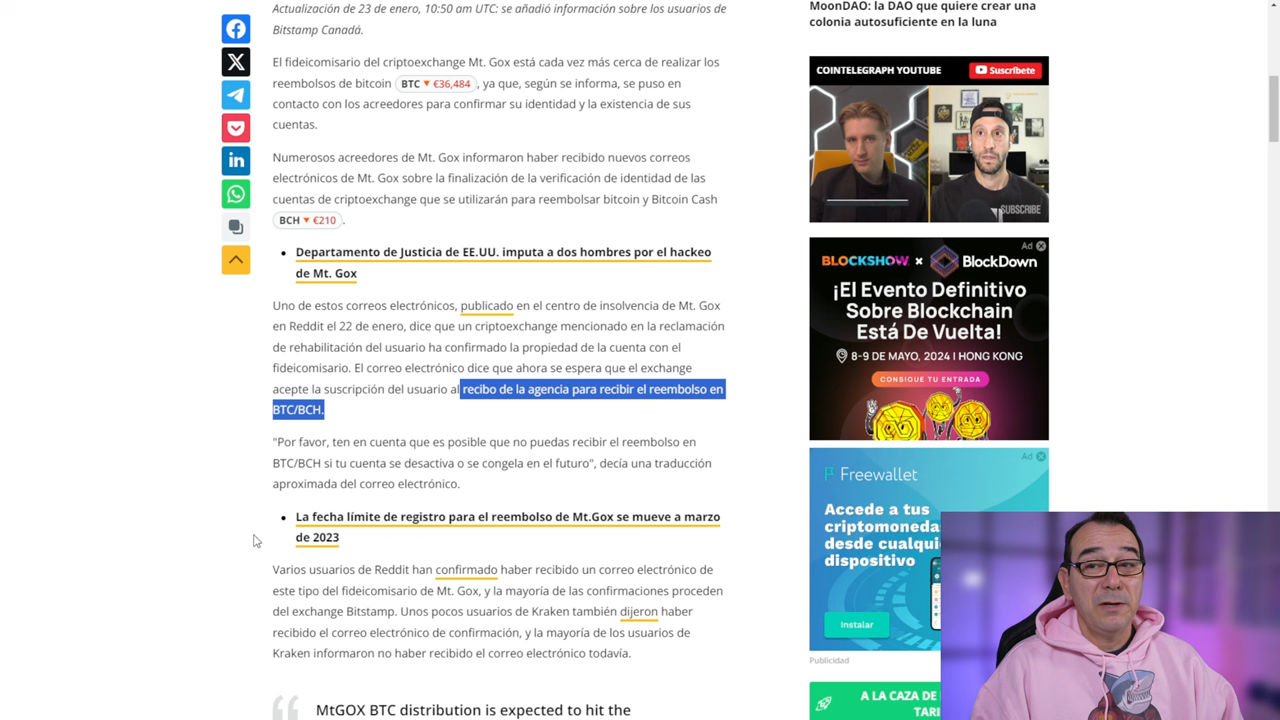 Actualización de 23 de enero, 10:50 am UTC: se añadió información sobre los usuarios de
Bitstamp Canadá.
El fideicomisario del criptoexchange Mt. Gox está cada vez más cerca de realizar los
reembolsos de bitcoin BTC ▼ €36,484 , ya que, según se informa, se puso en
contacto con los acreedores para confirmar su identidad y la existencia de sus
cuentas.
Numerosos acreedores de Mt. Gox informaron haber recibido nuevos correos
electrónicos de Mt. Gox sobre la finalización de la verificación de identidad de las
cuentas de criptoexchange que se utilizarán para reembolsar bitcoin y Bitcoin Cash
BCH ▼ €210 .
Departamento de Justicia de EE.UU. imputa a dos hombres por el hackeo
de Mt. Gox
Uno de estos correos electrónicos, publicado en el centro de insolvencia de Mt. Gox
en Reddit el 22 de enero, dice que un criptoexchange mencionado en la reclamación
de rehabilitación del usuario ha confirmado la propiedad de la cuenta con el
fideicomisario. El correo electrónico dice que ahora se espera que el exchange
acepte la suscripción del usuario al recibo de la agencia para recibir el reembolso en
BTC/BCH.
"Por favor, ten en cuenta que es posible que no puedas recibir el reembolso en
BTC/BCH si tu cuenta se desactiva o se congela en el futuro", decía una traducción
aproximada del correo electrónico.
La fecha límite de registro para el reembolso de Mt.Gox se mueve a marzo
de 2023
Varios usuarios de Reddit han confirmado haber recibido un correo electrónico de
este tipo del fideicomisario de Mt. Gox, y la mayoría de las confirmaciones proceden
del exchange Bitstamp. Unos pocos usuarios de Kraken también dijeron haber
recibido el correo electrónico de confirmación, y la mayoría de los usuarios de
Kraken informaron no haber recibido el correo electrónico todavía.
MtGOX BTC distribution is expected to hit the
MoonDAO: la DAO que quiere crear una
colonia autosuficiente en la luna
COINTELEGRAPH YOUTUBE
Suscríbete
SUBSCRIBE
Ad
BLOCKSHOW × BlockDown
¡El Evento Definitivo
Sobre Blockchain
Está De Vuelta!
8-9 DE MAYO, 2024 I HONG KONG
CONSIGUE TU ENTRADA
Ad
Freewallet
Accede a tus
criptomoneda
desde cualqui
dispositivo
Instalar
Publicidad
A LA CAZA DE
TARI